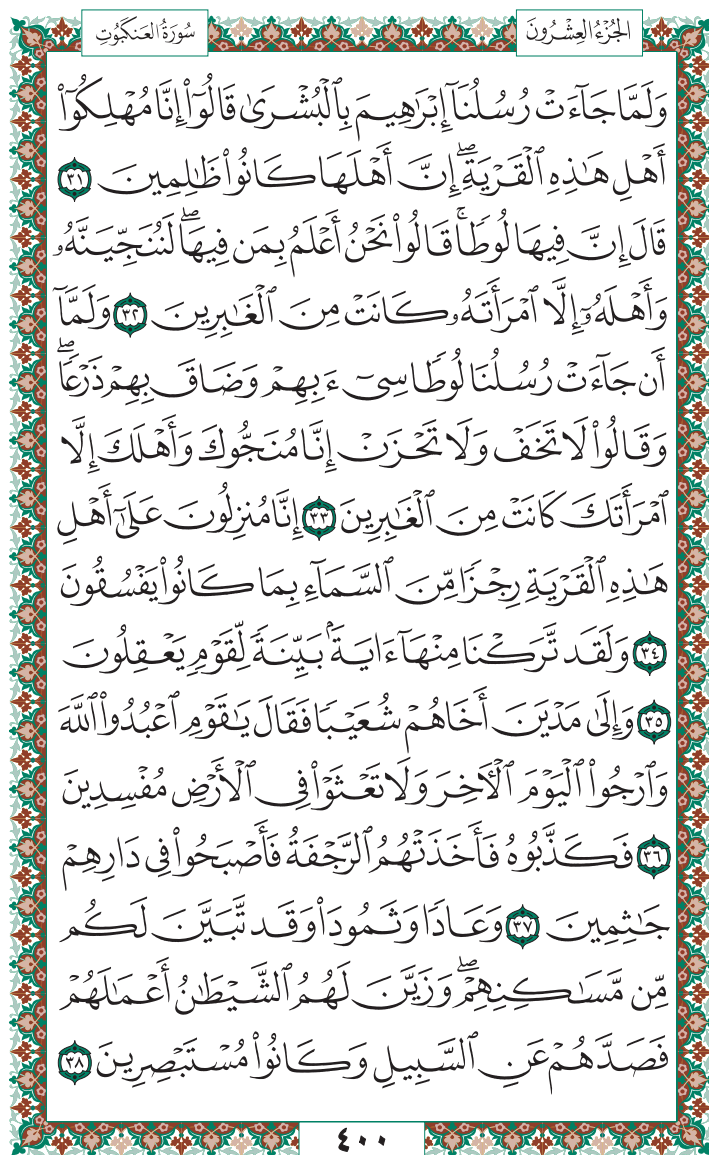 الجُزْءُ العِشْرُونَ
سُورَةُ العَنكَبُوتِ
وَلَمَّا جَآءَتْ رُسُلُنَآ إِبْرَٰهِيمَ بِٱلْبُشْرَىٰ قَالُوٓا۟ إِنَّا مُهْلِكُوٓا۟
أَهْلِ هَٰذِهِ ٱلْقَرْيَةِۖ إِنَّ أَهْلَهَا كَانُوا۟ ظَٰلِمِينَ ٣١
قَالَ إِنَّ فِيهَا لُوطًاۚ قَالُوا۟ نَحْنُ أَعْلَمُ بِمَن فِيهَاۖ لَنُنَجِّيَنَّهُۥ
وَأَهْلَهُۥٓ إِلَّا ٱمْرَأَتَهُۥ كَانَتْ مِنَ ٱلْغَٰبِرِينَ ٣٢ وَلَمَّآ
أَن جَآءَتْ رُسُلُنَا لُوطًا سِىٓءَ بِهِمْ وَضَاقَ بِهِمْ ذَرْعًاۖ
وَقَالُوا۟ لَا تَخَفْ وَلَا تَحْزَنْ إِنَّا مُنَجُّوكَ وَأَهْلَكَ إِلَّا
ٱمْرَأَتَكَ كَانَتْ مِنَ ٱلْغَٰبِرِينَ ٣٣ إِنَّا مُنزِلُونَ عَلَىٰٓ أَهْلِ
هَٰذِهِ ٱلْقَرْيَةِ رِجْزًا مِّنَ ٱلسَّمَآءِ بِمَا كَانُوا۟ يَفْسُقُونَ
٣٤ وَلَقَد تَّرَكْنَا مِنْهَآ ءَايَةًۢ بَيِّنَةً لِّقَوْمٍ يَعْقِلُونَ
٣٥ وَإِلَىٰ مَدْيَنَ أَخَاهُمْ شُعَيْبًا فَقَالَ يَٰقَوْمِ ٱعْبُدُوا۟ ٱللَّهَ
وَٱرْجُوا۟ ٱلْيَوْمَ ٱلْءَاخِرَ وَلَا تَعْثَوْا۟ فِى ٱلْأَرْضِ مُفْسِدِينَ
٣٦ فَكَذَّبُوهُ فَأَخَذَتْهُمُ ٱلرَّجْفَةُ فَأَصْبَحُوا۟ فِى دَارِهِمْ
جَٰثِمِينَ ٣٧ وَعَادًا وَثَمُودَا۟ وَقَد تَّبَيَّنَ لَكُم
مِّن مَّسَٰكِنِهِمْۖ وَزَيَّنَ لَهُمُ ٱلشَّيْطَٰنُ أَعْمَٰلَهُمْ
فَصَدَّهُمْ عَنِ ٱلسَّبِيلِ وَكَانُوا۟ مُسْتَبْصِرِينَ ٣٨
٤٠٠